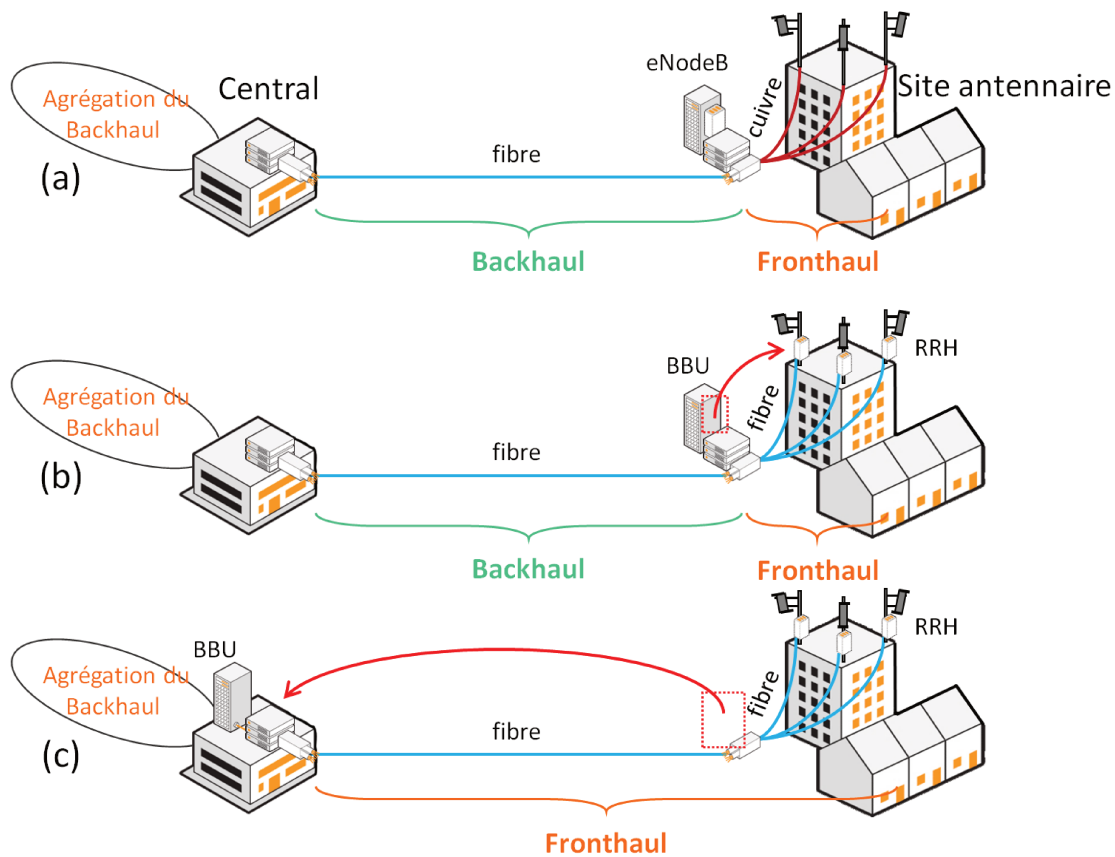 Central
eNodeB
Site antennaire
Agrégation du
Backhaul
cuivre
fibre
(a)
Backhaul
Fronthaul
RRH
BBU
Agrégation du
Backhaul
fibre
fibre
(b)
Backhaul
Fronthaul
RRH
BBU
Agrégation du
Backhaul
fibre
fibre
(c)
Fronthaul